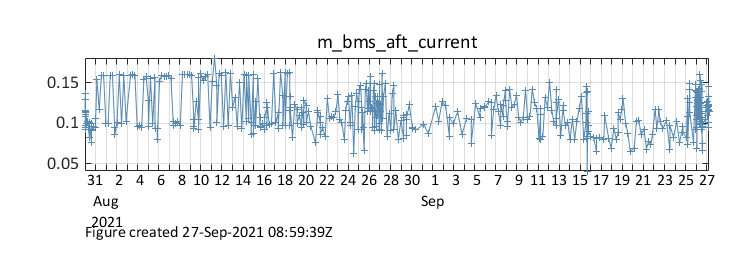 m_bms_aft_current
0.15
0.1
0.05
31 2 4 6 8 10 12 14 16 18 20 22 24 26 28 30 1 3 5 7 9 11 13 15 17 19 21 23 25 27
Aug Sep
2021
Figure created 27-Sep-2021 08:59:39Z